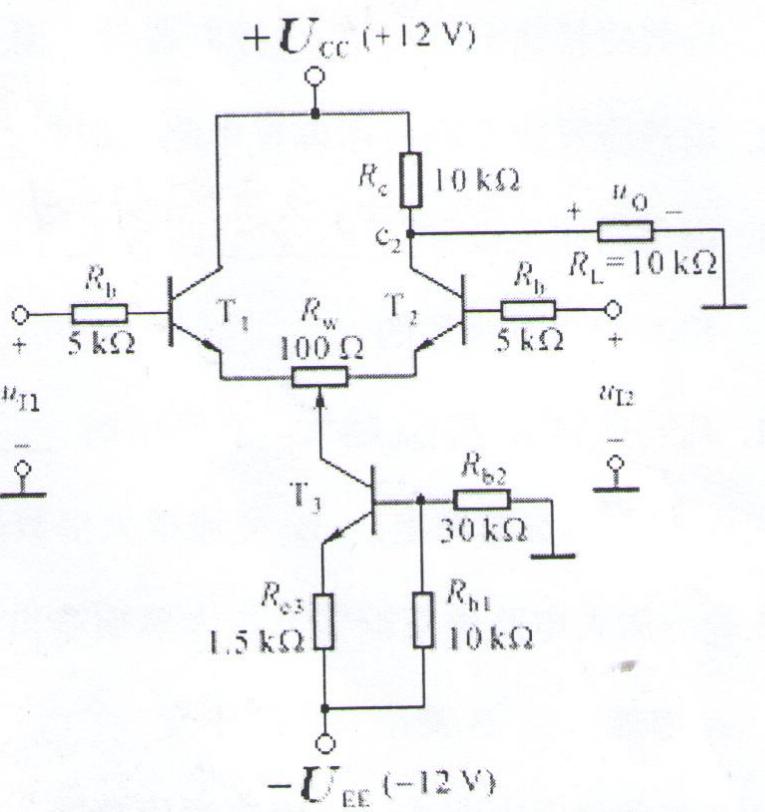 +U_CC (+12 V)
R_c 10 kΩ
+ u_O −
c_2
R_L=10 kΩ
R_b
T_1
R_w
T_2
R_b
+
5 kΩ
100 Ω
5 kΩ
+
u_I1
u_I2
−
−
T_3
R_b2
30 kΩ
R_e3
1.5 kΩ
R_b1
10 kΩ
−U_EE (−12 V)